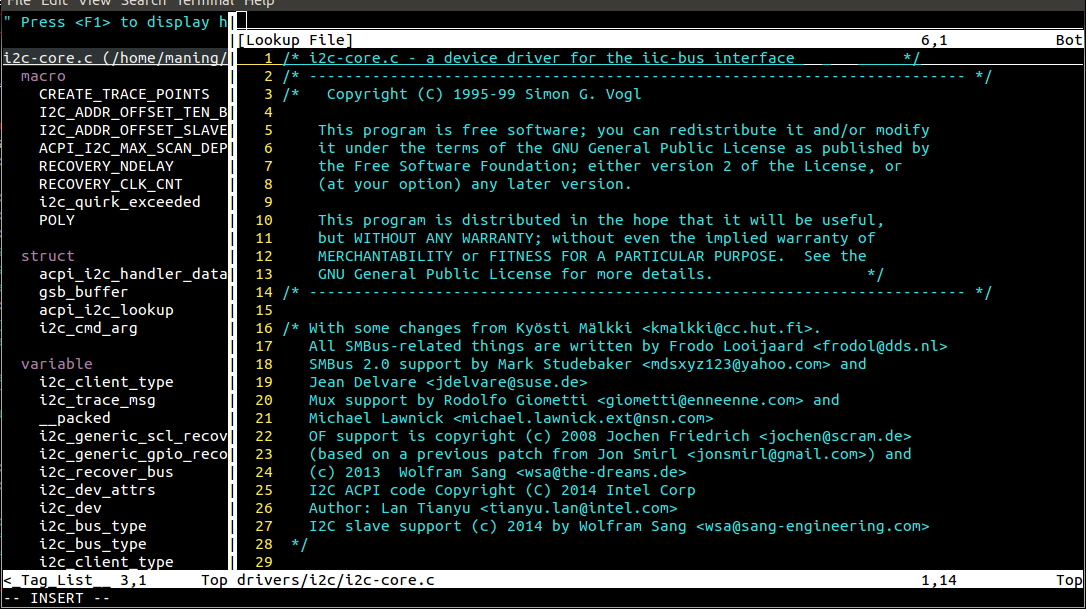 File Edit View Search Terminal Help
" Press <F1> to display h
i2c-core.c (/home/maning/
macro
CREATE_TRACE_POINTS
I2C_ADDR_OFFSET_TEN_B
I2C_ADDR_OFFSET_SLAVE
ACPI_I2C_MAX_SCAN_DEP
RECOVERY_NDELAY
RECOVERY_CLK_CNT
i2c_quirk_exceeded
POLY
struct
acpi_i2c_handler_data
gsb_buffer
acpi_i2c_lookup
i2c_cmd_arg
variable
i2c_client_type
i2c_trace_msg
__packed
i2c_generic_scl_recov
i2c_generic_gpio_reco
i2c_recover_bus
i2c_dev_attrs
i2c_dev
i2c_bus_type
i2c_bus_type
i2c_client_type
<_Tag_List__ 3,1 Top
[Lookup File] 6,1 Bot
1 /* i2c-core.c - a device driver for the iic-bus interface */
2 /* ------------------------------------------------------------------------- */
3 /*   Copyright (C) 1995-99 Simon G. Vogl
4
5     This program is free software; you can redistribute it and/or modify
6     it under the terms of the GNU General Public License as published by
7     the Free Software Foundation; either version 2 of the License, or
8     (at your option) any later version.
9
10     This program is distributed in the hope that it will be useful,
11     but WITHOUT ANY WARRANTY; without even the implied warranty of
12     MERCHANTABILITY or FITNESS FOR A PARTICULAR PURPOSE.  See the
13     GNU General Public License for more details. */
14 /* ------------------------------------------------------------------------- */
15
16 /* With some changes from Kyösti Mälkki <kmalkki@cc.hut.fi>.
17    All SMBus-related things are written by Frodo Looijaard <frodol@dds.nl>
18    SMBus 2.0 support by Mark Studebaker <mdsxyz123@yahoo.com> and
19    Jean Delvare <jdelvare@suse.de>
20    Mux support by Rodolfo Giometti <giometti@enneenne.com> and
21    Michael Lawnick <michael.lawnick.ext@nsn.com>
22    OF support is copyright (c) 2008 Jochen Friedrich <jochen@scram.de>
23    (based on a previous patch from Jon Smirl <jonsmirl@gmail.com>) and
24    (c) 2013  Wolfram Sang <wsa@the-dreams.de>
25    I2C ACPI code Copyright (C) 2014 Intel Corp
26    Author: Lan Tianyu <tianyu.lan@intel.com>
27    I2C slave support (c) 2014 by Wolfram Sang <wsa@sang-engineering.com>
28  */
29
drivers/i2c/i2c-core.c 1,14 Top
-- INSERT --